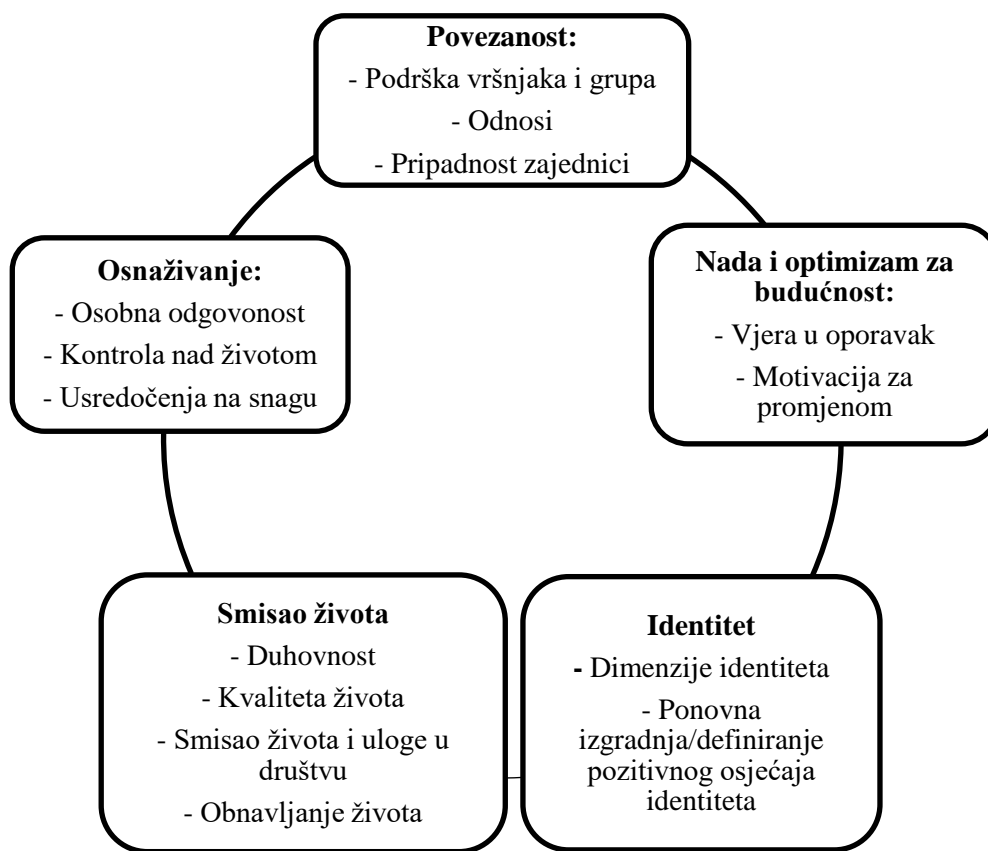 Povezanost:
- Podrška vršnjaka i grupa
- Odnosi
- Pripadnost zajednici
Nada i optimizam za
budućnost:
- Vjera u oporavak
- Motivacija za
promjenom
Identitet
- Dimenzije identiteta
- Ponovna
izgradnja/definiranje
pozitivnog osjećaja
identiteta
Smisao života
- Duhovnost
- Kvaliteta života
- Smisao života i uloge u
društvu
- Obnavljanje života
Osnaživanje:
- Osobna odgovonost
- Kontrola nad životom
- Usredočenja na snagu